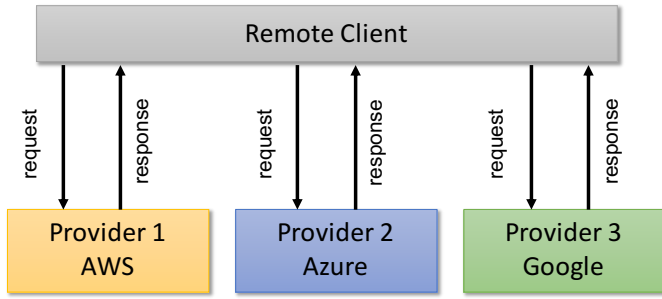 Remote Client
request
response
request
response
request
response
Provider 1
AWS
Provider 2
Azure
Provider 3
Google